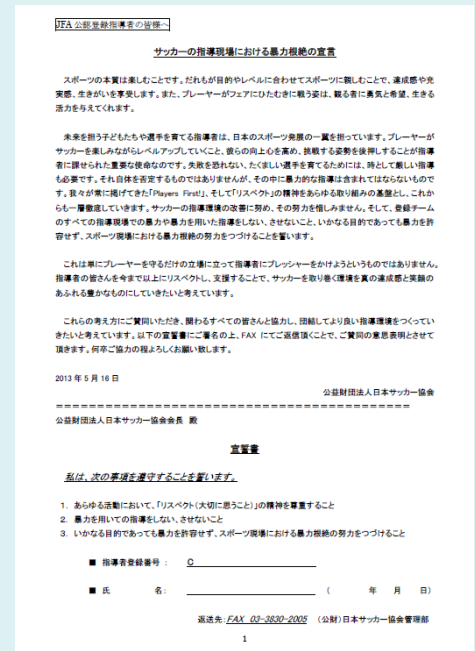 JFA 公認登録指導者の皆様へ
サッカーの指導現場における暴力根絶の宣言
スポーツの本質は楽しむことです。だれもが目的やレベルに合わせてスポーツに親しむことで、達成感や充
実感、生きがいを享受します。また、プレーヤーがフェアにひたむきに戦う姿は、観る者に勇気と希望、生きる
活力を与えてくれます。
未来を担う子どもたちや選手を育てる指導者は、日本のスポーツ発展の一翼を担っています。プレーヤーが
サッカーを楽しみながらレベルアップしていくこと、彼らの向上心を高め、挑戦する姿勢を後押しすることが指導
者に課せられた重要な使命なのです。失敗を恐れない、たくましい選手を育てるためには、時として厳しい指導
も必要です。それ自体を否定するものではありませんが、その中に暴力的な指導は含まれてはならないもので
す。我々が常に掲げてきた「Players First!」、そして「リスペクト」の精神をあらゆる取り組みの基盤とし、これか
らも一層徹底していきます。サッカーの指導環境の改善に努め、その努力を惜しみません。そして、登録チーム
のすべての指導現場での暴力や暴力を用いた指導をしない、させないこと、いかなる目的であっても暴力を許
容せず、スポーツ現場における暴力根絶の努力をつづけることを誓います。
これは単にプレーヤーを守るだけの立場に立って指導者にプレッシャーをかけようというものではありません。
指導者の皆さんを今まで以上にリスペクトし、支援することで、サッカーを取り巻く環境を真の達成感と笑顔の
あふれる豊かなものにしていきたいと考えています。
これらの考え方にご賛同いただき、関わるすべての皆さんと協力し、団結してより良い指導環境をつくってい
きたいと考えています。以下の宣誓書にご署名の上、FAX にてご返信頂くことで、ご賛同の意思表明とさせて
頂きます。何卒ご協力の程よろしくお願い致します。
2013 年 5 月 16 日
公益財団法人日本サッカー協会
========================================
公益財団法人日本サッカー協会会長 殿
宣誓書
私は、次の事項を遵守することを誓います。
1. あらゆる活動において、「リスペクト(大切に思うこと)」の精神を尊重すること
2. 暴力を用いての指導をしない、させないこと
3. いかなる目的であっても暴力を許容せず、スポーツ現場における暴力根絶の努力をつづけること
■ 指導者登録番号 : C
■ 氏 名: ( 年 月 日)
返送先:FAX 03-3830-2005 (公財)日本サッカー協会管理部
1